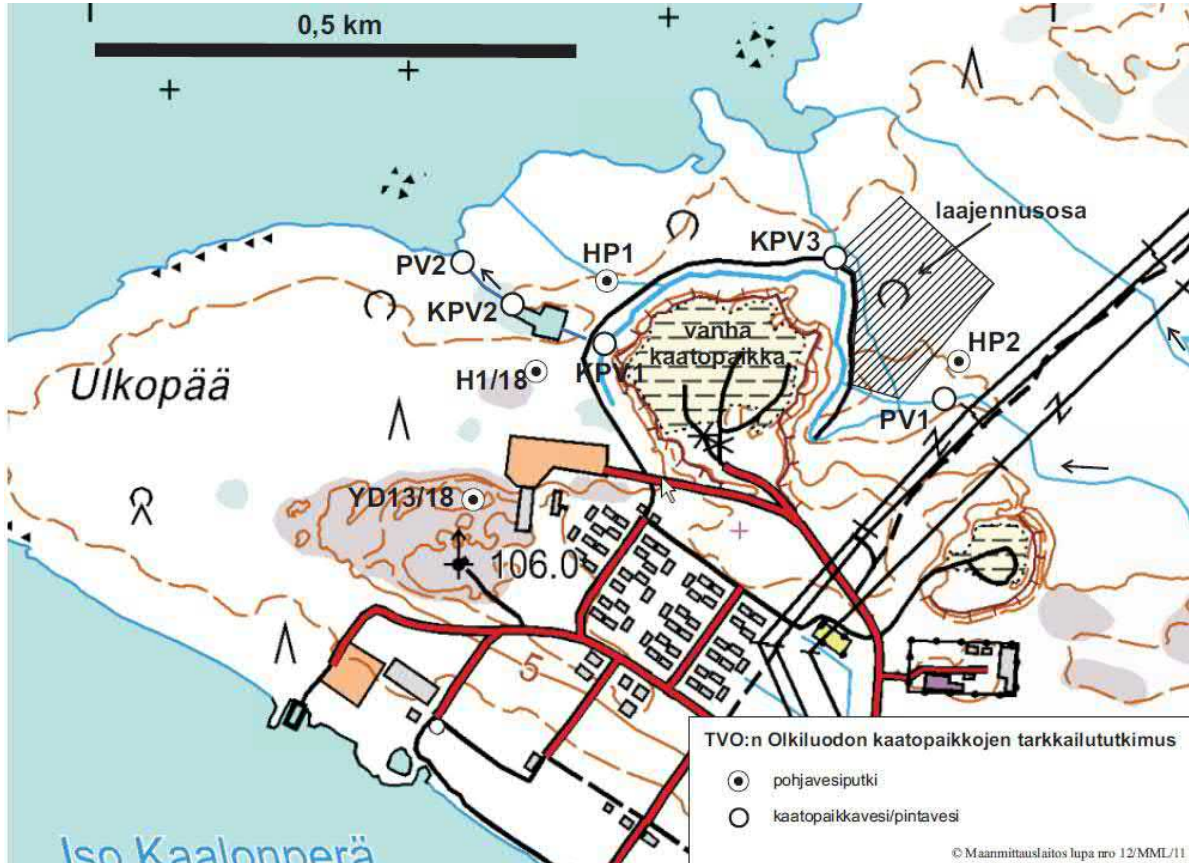 0,5 km
laajennusosa
KPV3
HP1
PV2
KPV2
vanha
kaatopaikka
HP2
KPV1
H1/18
Ulkopää
PV1
YD13/18
106.0
5
TVO:n Olkiluodon kaatopaikkojen tarkkailututkimus
pohjavesiputki
kaatopaikkavesi/pintavesi
Iso Kaalonperä
© Maanmittauslaitos lupa nro 12/MML/11